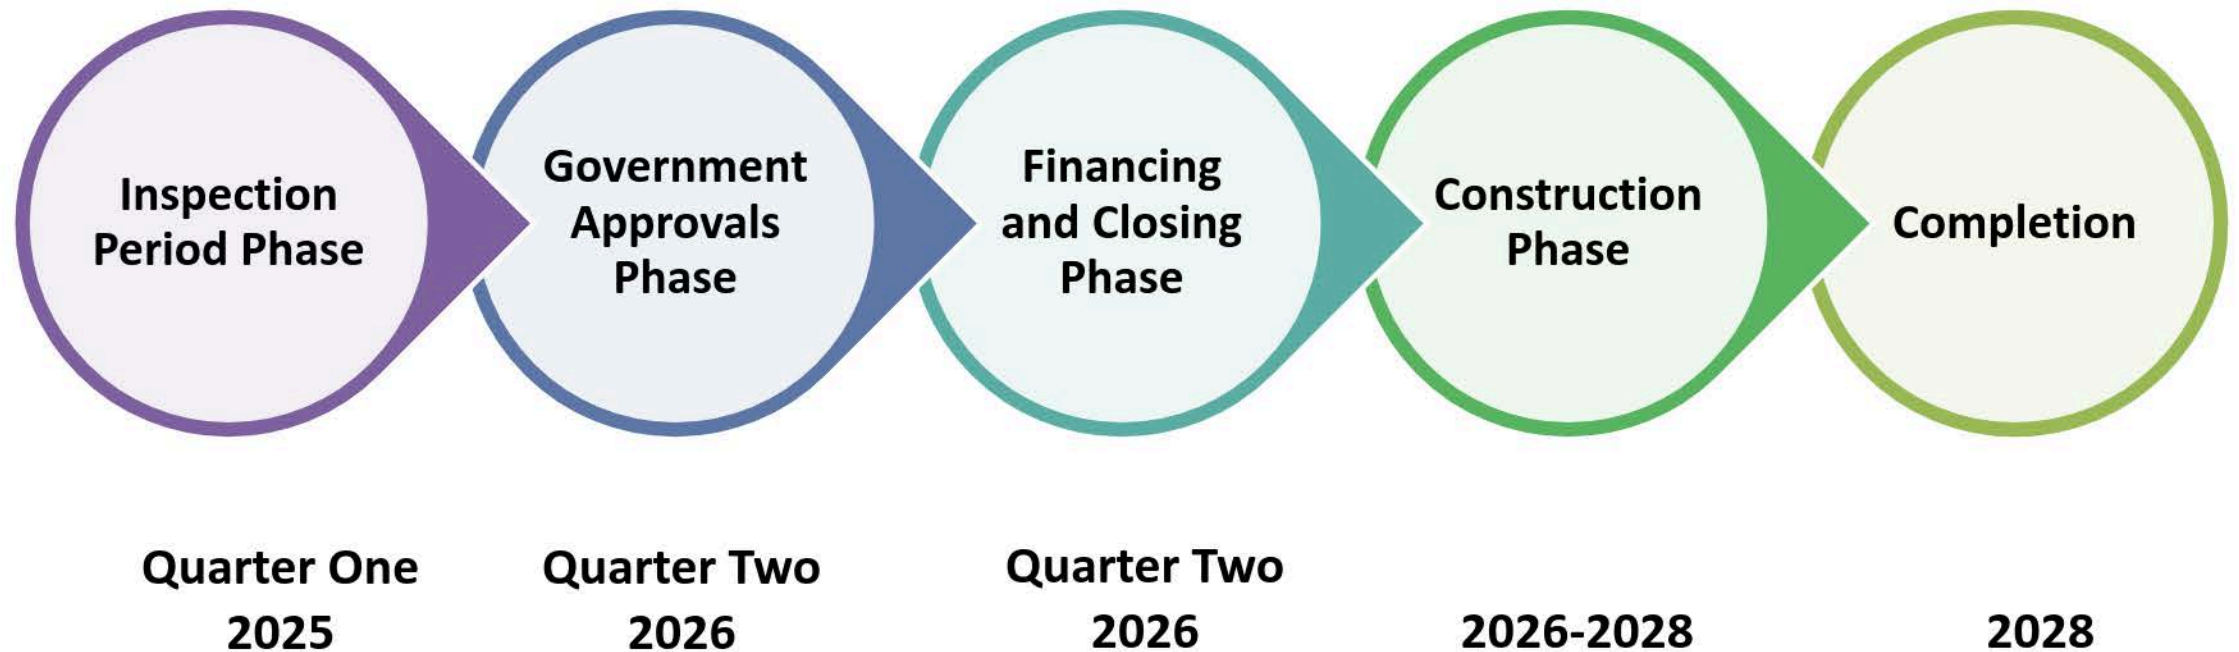 Inspection
Period Phase
Government
Approvals
Phase
Financing
and Closing
Phase
Construction
Phase
Completion
Quarter One
2025
Quarter Two
2026
Quarter Two
2026
2026-2028
2028